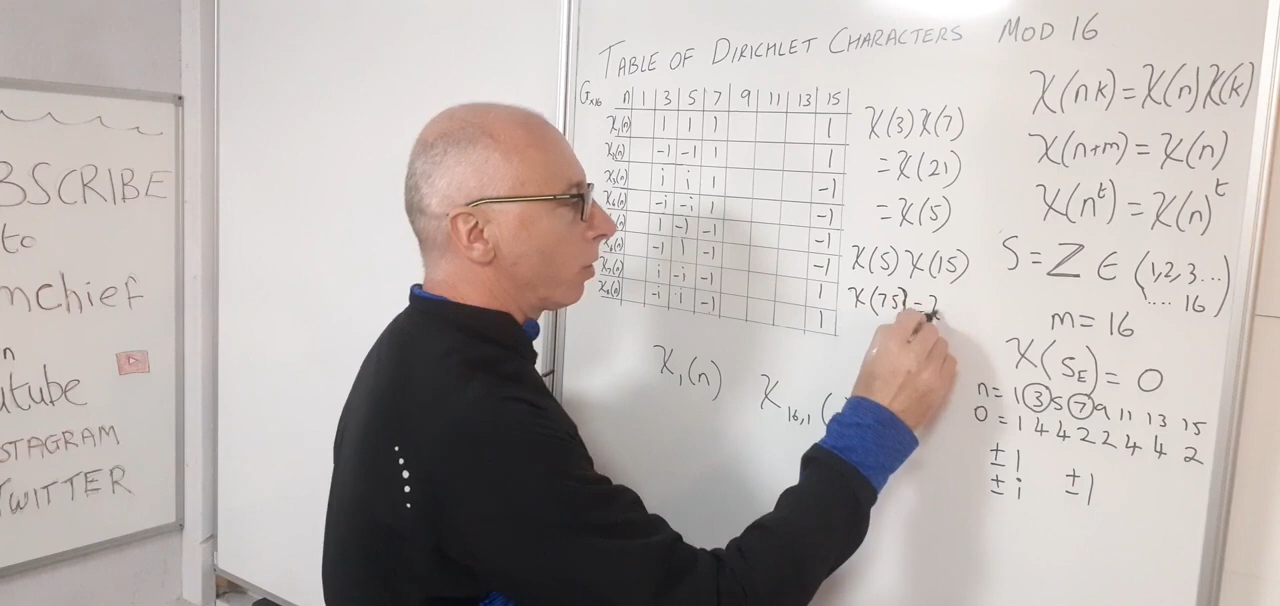 BSCRIBE
to
mChief
n
utube
STAGRAM
TWITTER
TABLE OF DIRICHLET CHARACTERS MOD 16
G×16 n 1 3 5 7 9 11 13 15
χ₁(n) 1 1 1 1
χ₂(n) -1 -1 1 1
χ₃(n) i i 1 -1
χ₄(n) -i -i 1 -1
(n) 1 -1 -1 -1
χ₆(n) -1 1 -1 -1
χ₇(n) i -i -1 1
χ₈(n) -i i -1 1
χ₁(n)
χ₁₆,₁(
χ(3)χ(7)
=χ(21)
=χ(5)
χ(5)χ(15)
χ(75)=
χ(nk)=χ(n)χ(k)
χ(n+m)=χ(n)
χ(nᵗ)=χ(n)ᵗ
S=ℤ∈(1,2,3...
.... 16)
m=16
χ(S_E)=0
n=1 3 5 7 9 11 13 15
0=1 4 4 2 2 4 4 2
±1
±i ±1